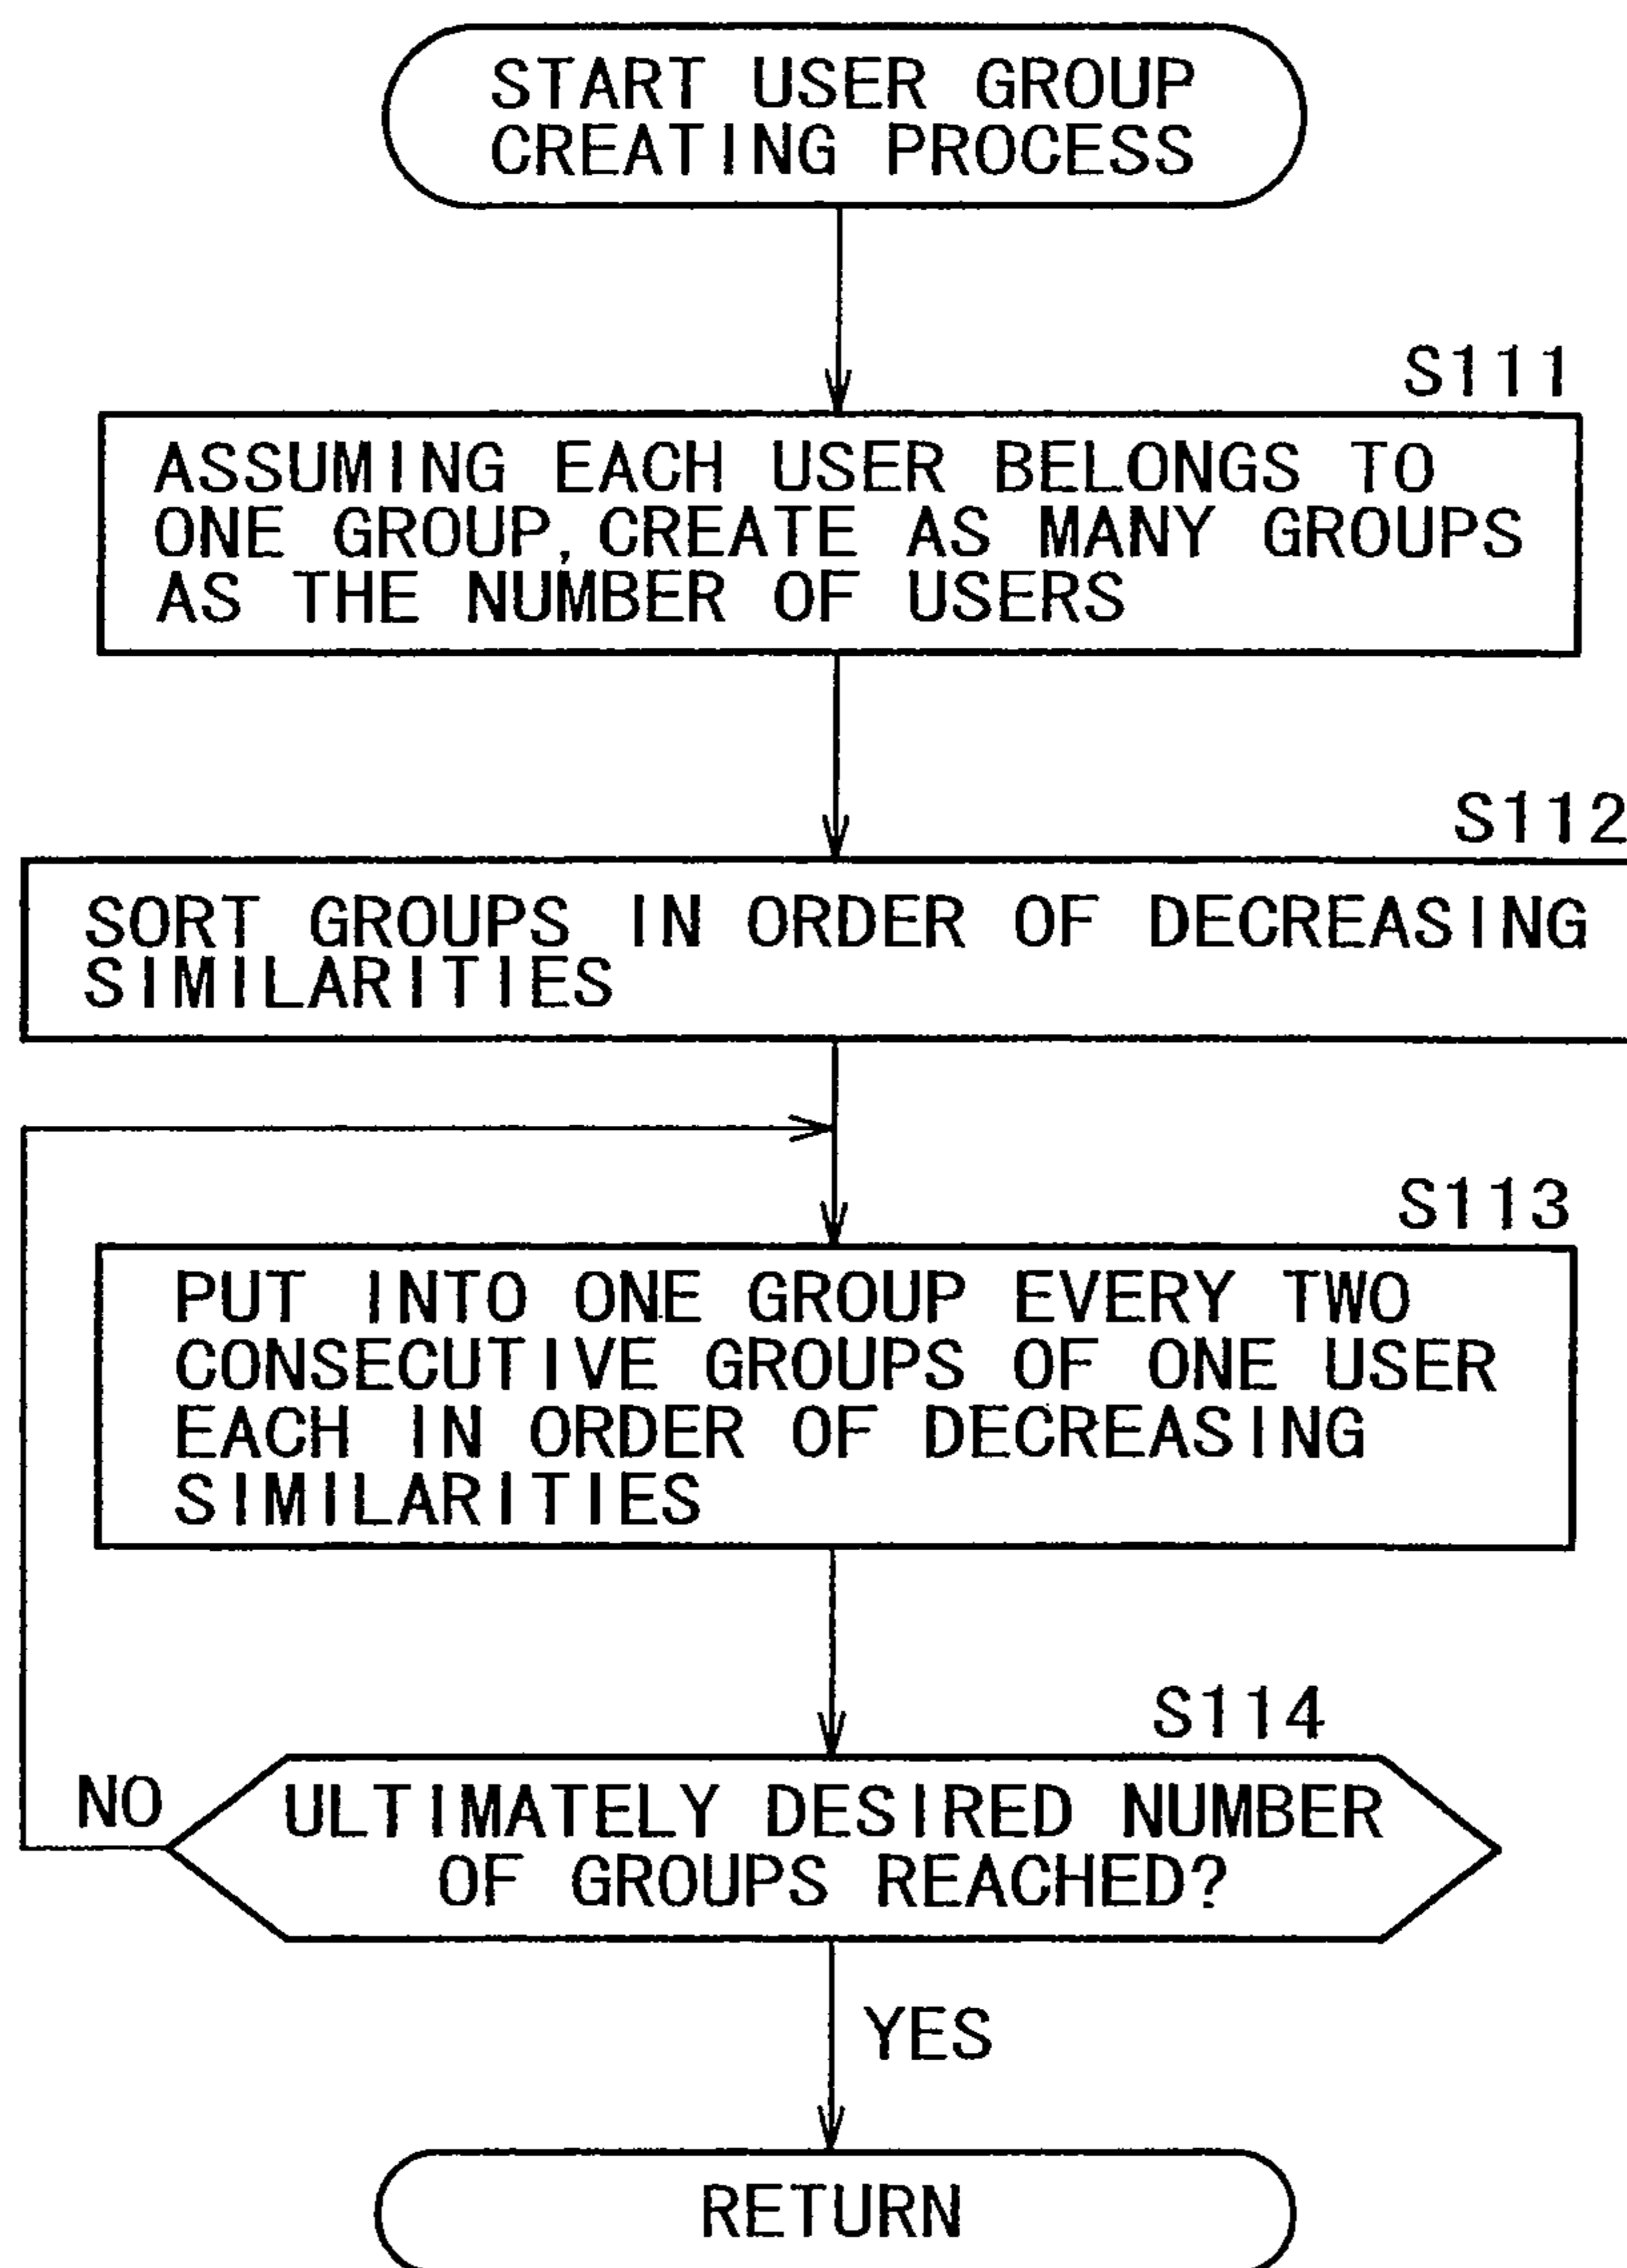 START USER GROUP
CREATING PROCESS
S111
ASSUMING EACH USER BELONGS TO
ONE GROUP, CREATE AS MANY GROUPS
AS THE NUMBER OF USERS
S112
SORT GROUPS IN ORDER OF DECREASING
SIMILARITIES
S113
PUT INTO ONE GROUP EVERY TWO
CONSECUTIVE GROUPS OF ONE USER
EACH IN ORDER OF DECREASING
SIMILARITIES
S114
NO
ULTIMATELY DESIRED NUMBER
OF GROUPS REACHED?
YES
RETURN